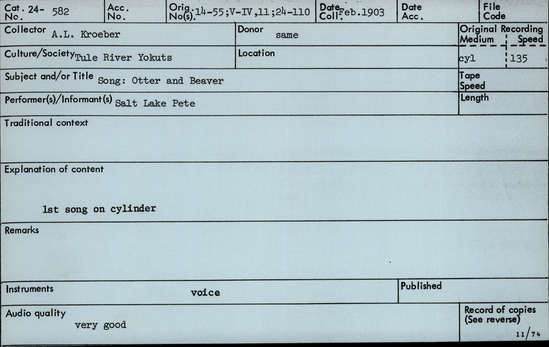 Cat. 24- No. 582 Acc. No. Orig. No(s). 14-55;V-IV,11;24-110 Date Coll. Feb. 1903 Date Acc. File Code
Collector A.L. Kroeber Donor same Original Recording Medium Speed
Culture/Society Tule River Yokuts Location cyl 135
Subject and/or Title Song: Otter and Beaver Tape Speed
Performer(s)/Informant(s) Salt Lake Pete Length
Traditional context
Explanation of content
1st song on cylinder
Remarks
Instruments voice Published
Audio quality very good Record of copies (See reverse)
11/74